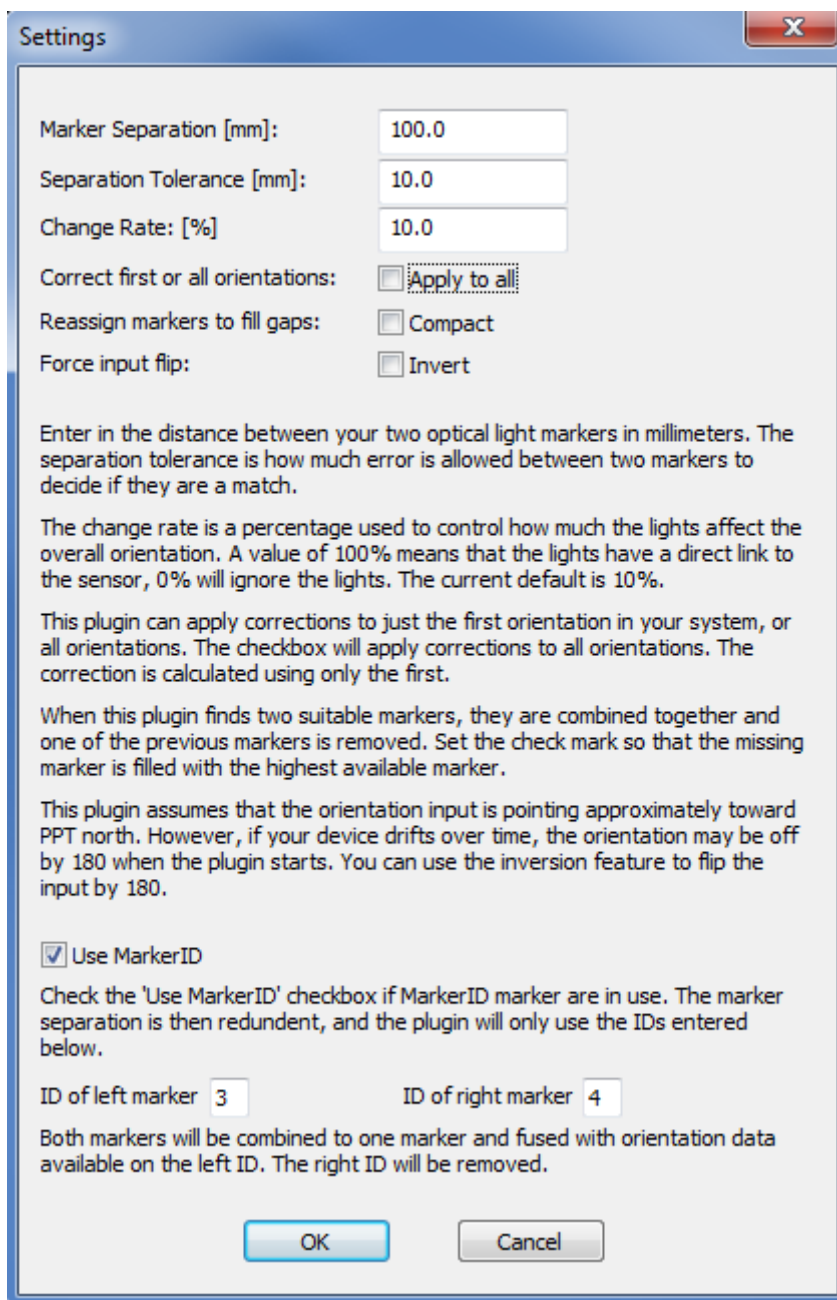 Settings
Marker Separation [mm]: 100.0
Separation Tolerance [mm]: 10.0
Change Rate: [%] 10.0
Correct first or all orientations: Apply to all
Reassign markers to fill gaps: Compact
Force input flip: Invert
Enter in the distance between your two optical light markers in millimeters. The
separation tolerance is how much error is allowed between two markers to
decide if they are a match.
The change rate is a percentage used to control how much the lights affect the
overall orientation. A value of 100% means that the lights have a direct link to
the sensor, 0% will ignore the lights. The current default is 10%.
This plugin can apply corrections to just the first orientation in your system, or
all orientations. The checkbox will apply corrections to all orientations. The
correction is calculated using only the first.
When this plugin finds two suitable markers, they are combined together and
one of the previous markers is removed. Set the check mark so that the missing
marker is filled with the highest available marker.
This plugin assumes that the orientation input is pointing approximately toward
PPT north. However, if your device drifts over time, the orientation may be off
by 180 when the plugin starts. You can use the inversion feature to flip the
input by 180.
Use MarkerID
Check the 'Use MarkerID' checkbox if MarkerID marker are in use. The marker
separation is then redundent, and the plugin will only use the IDs entered
below.
ID of left marker 3 ID of right marker 4
Both markers will be combined to one marker and fused with orientation data
available on the left ID. The right ID will be removed.
OK Cancel